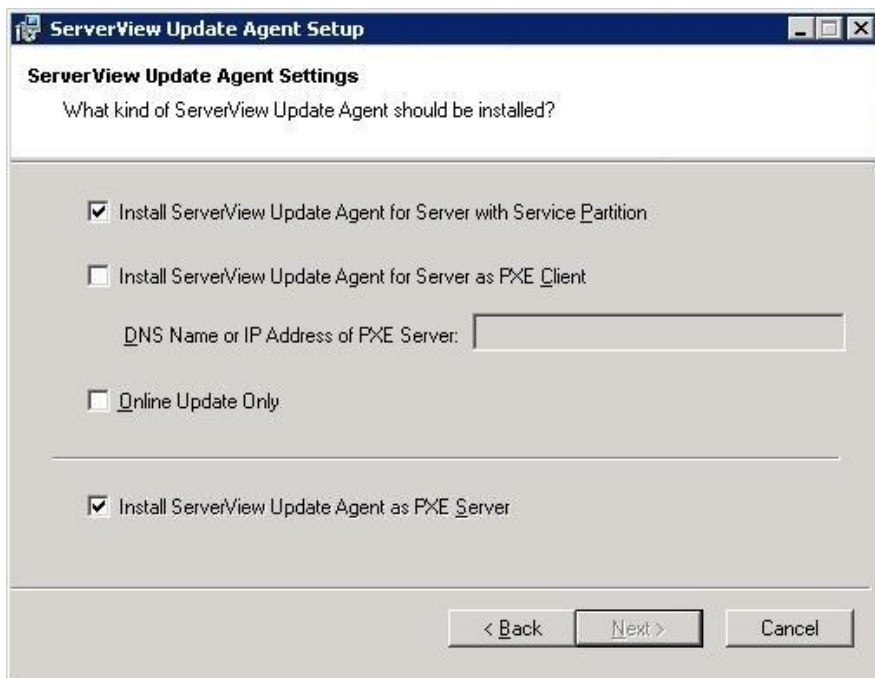 ServerView Update Agent Setup
ServerView Update Agent Settings
What kind of ServerView Update Agent should be installed?
Install ServerView Update Agent for Server with Service Partition
Install ServerView Update Agent for Server as PXE Client
DNS Name or IP Address of PXE Server:
Online Update Only
Install ServerView Update Agent as PXE Server
< Back Next > Cancel